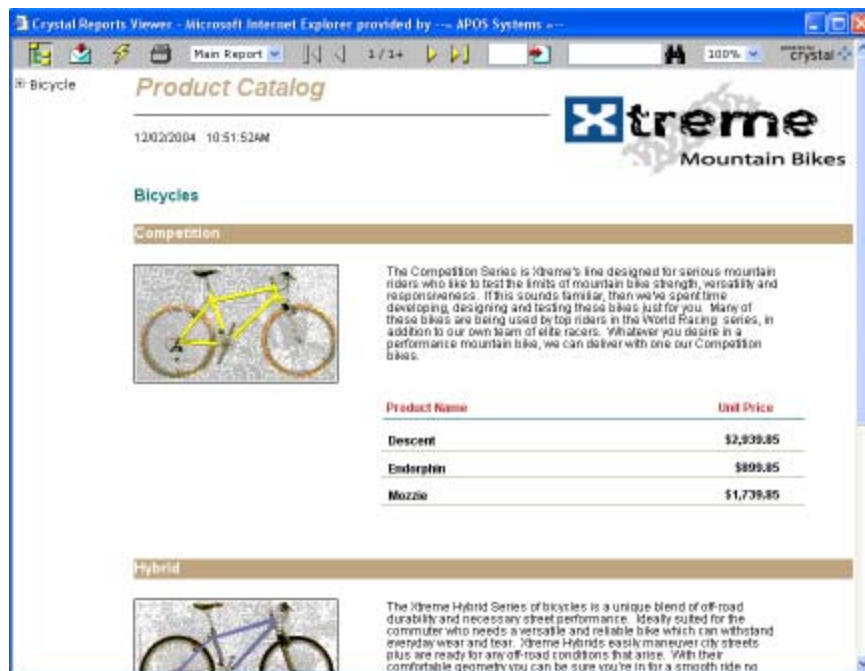 Crystal Reports Viewer - Microsoft Internet Explorer provided by --= APOS Systems =--
Main Report 1 / 1+ 100% crystal
Bicycle
Product Catalog
12/02/2004 10:51:52AM
Xtreme
Mountain Bikes
Bicycles
Competition
The Competition Series is Xtreme's line designed for serious mountain
riders who like to test the limits of mountain bike strength, versatility and
responsiveness. If this sounds familiar, then we've spent time
developing, designing and testing these bikes just for you. Many of
these bikes are being used by top riders in the World Racing series, in
addition to our own team of elite racers. Whatever you desire in a
performance mountain bike, we can deliver with one our Competition
bikes.
Product Name Unit Price
Descent $2,939.85
Endorphin $899.85
Mozzie $1,739.85
Hybrid
The Xtreme Hybrid Series of bicycles is a unique blend of off-road
durability and necessary street performance. Ideally suited for the
commuter who needs a versatile and reliable bike which can withstand
everyday wear and tear. Xtreme Hybrids easily maneuver city streets
plus are ready for any off-road conditions that arise. With their
comfortable geometry you can be sure you're in for a smooth ride no